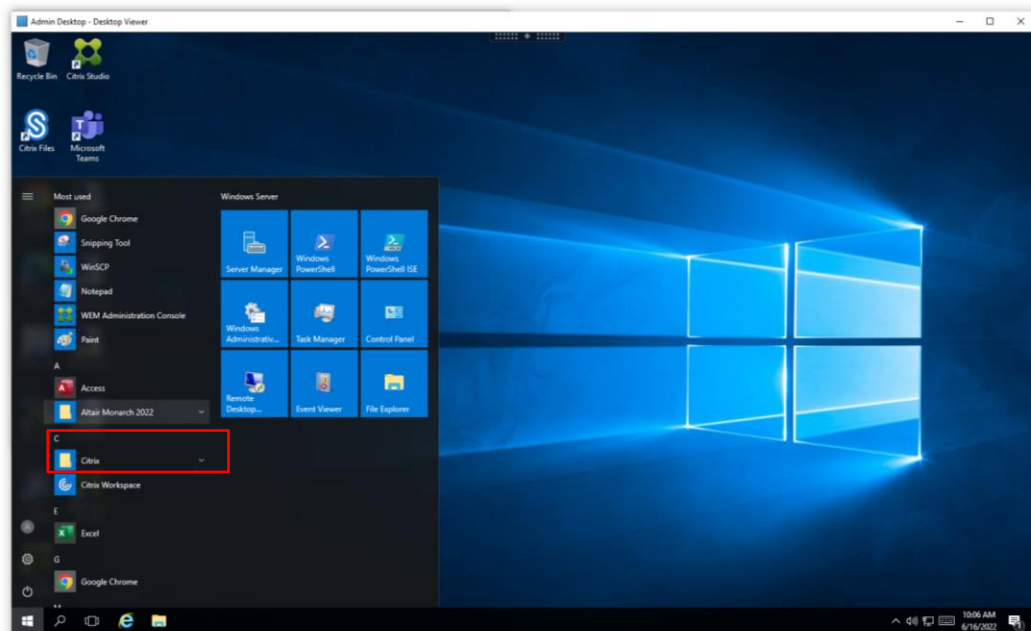 Admin Desktop - Desktop Viewer
Recycle Bin
Citrix Studio
Citrix Files
Microsoft
Teams
Most used
Google Chrome
Snipping Tool
WinSCP
Notepad
WEM Administration Console
Paint
A
Access
Altair Monarch 2022
C
Citrix
Citrix Workspace
E
Excel
G
Google Chrome
Windows Server
Server Manager
Windows
PowerShell
Windows
PowerShell ISE
Windows
Administrativ...
Task Manager
Control Panel
Remote
Desktop...
Event Viewer
File Explorer
10:06 AM
6/16/2022